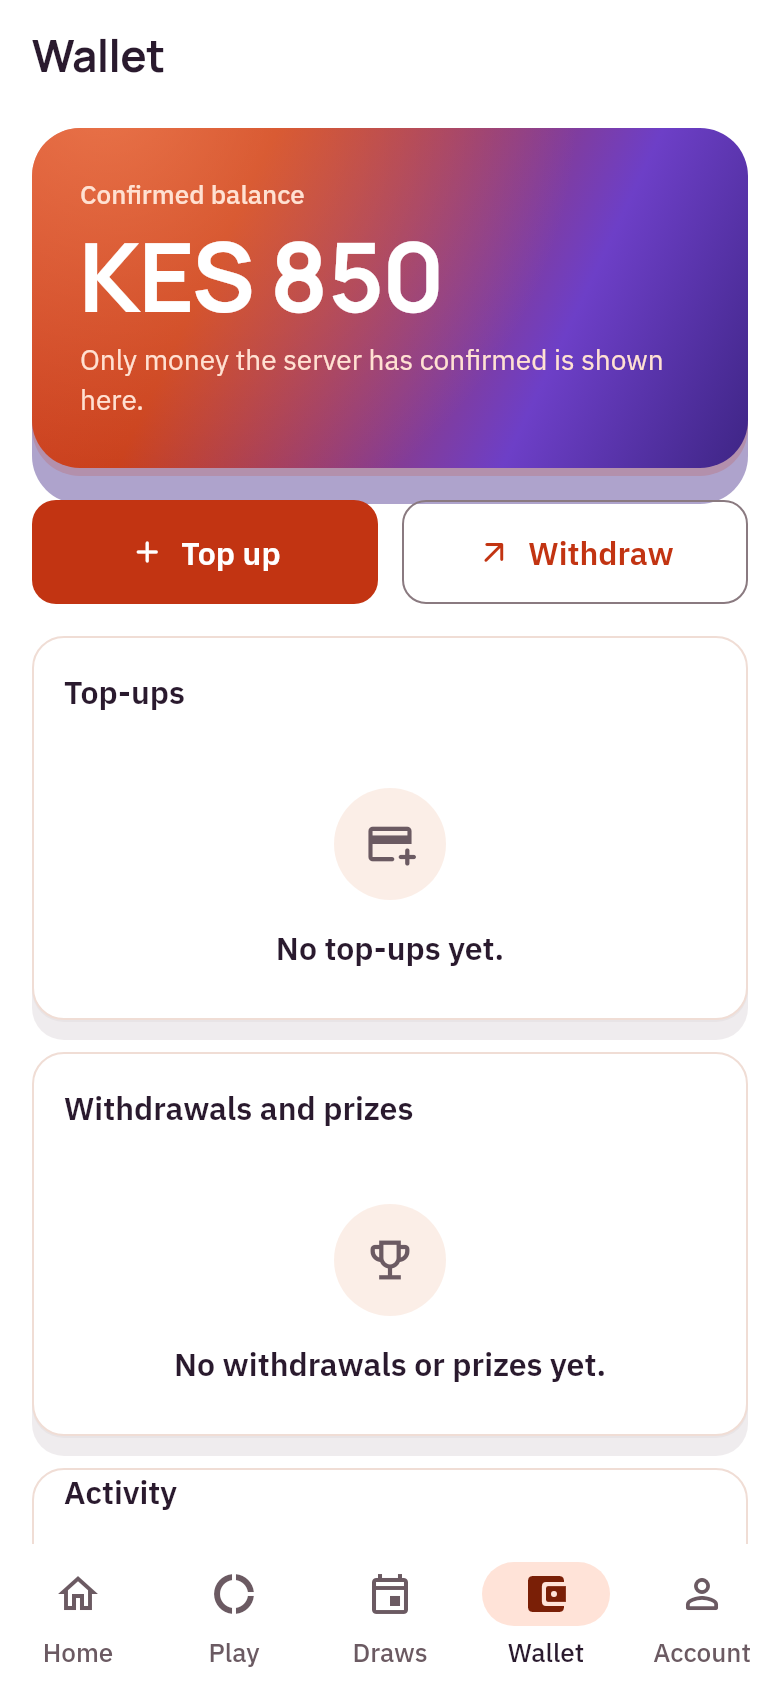 Wallet
Confirmed balance
KES 850
Only money the server has confirmed is shown
here.
Top up
Withdraw
Top-ups
No top-ups yet.
Withdrawals and prizes
No withdrawals or prizes yet.
Activity
Home
Play
Draws
Wallet
Account